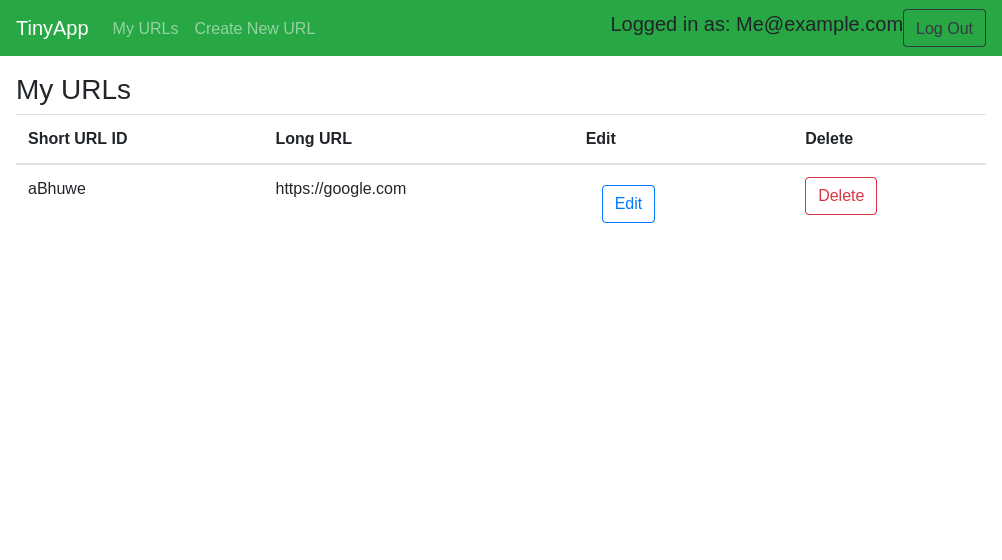 TinyApp My URLs Create New URL Logged in as: Me@example.com Log Out
My URLs
Short URL ID Long URL Edit Delete
aBhuwe https://google.com Edit Delete